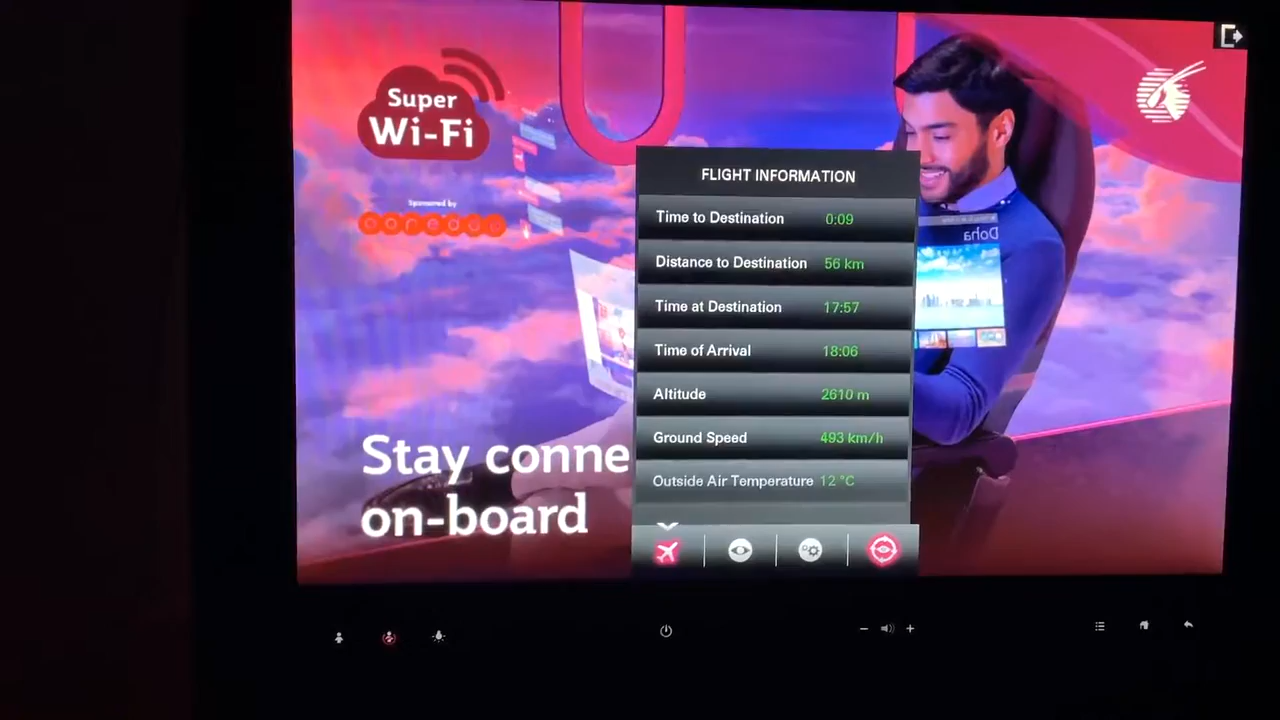 Super
Wi-Fi
Sponsored by
ooredoo
Stay conne
on-board
FLIGHT INFORMATION
Time to Destination 0:09
Distance to Destination 56 km
Time at Destination 17:57
Time of Arrival 18:06
Altitude 2610 m
Ground Speed 493 km/h
Outside Air Temperature 12 °C
Doha